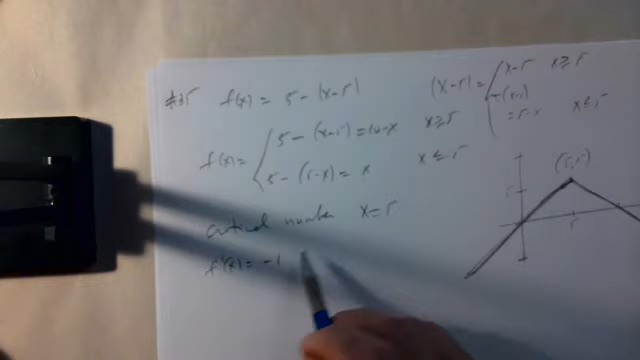 #35 f(x) = 5 - |x-5|
|x-5| = { x-5 x ≥ 5
-(x-5)
= 5-x x ≤ 5
f(x) = { 5 - (x-5) = 10-x x ≥ 5
5 - (5-x) = x x ≤ 5
(5,5)
5
5
critical number x = 5
f'(x) = -1